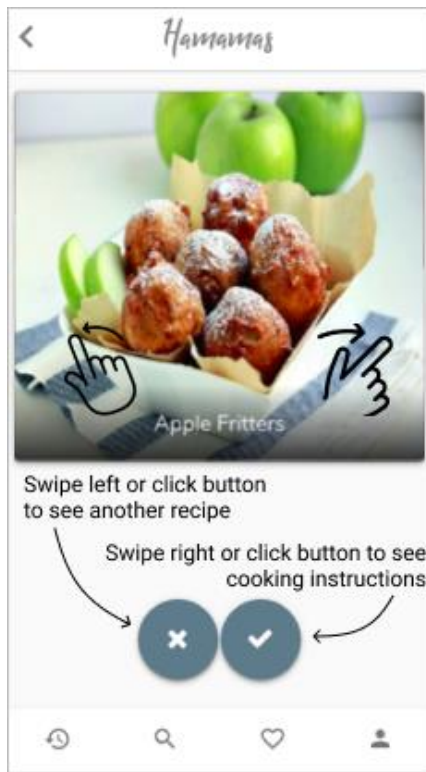 Hamamas
Apple Fritters
Swipe left or click button
to see another recipe
Swipe right or click button to see
cooking instructions